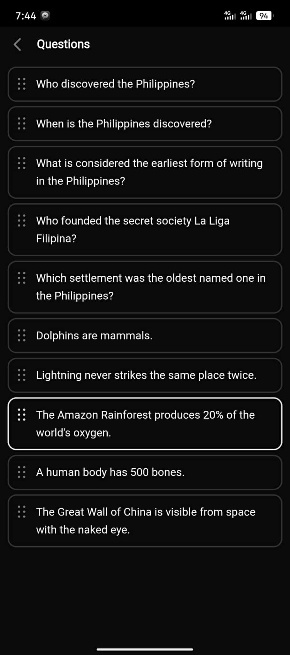 7:44
4G 4G 94
Questions
Who discovered the Philippines?
When is the Philippines discovered?
What is considered the earliest form of writing
in the Philippines?
Who founded the secret society La Liga
Filipina?
Which settlement was the oldest named one in
the Philippines?
Dolphins are mammals.
Lightning never strikes the same place twice.
The Amazon Rainforest produces 20% of the
world's oxygen.
A human body has 500 bones.
The Great Wall of China is visible from space
with the naked eye.